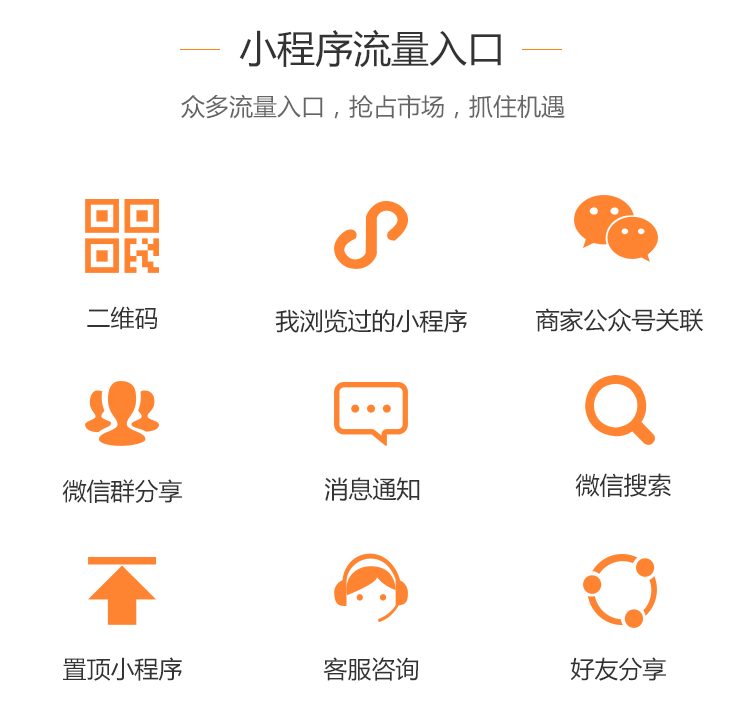 小程序流量入口
众多流量入口，抢占市场，抓住机遇
二维码
我浏览过的小程序
商家公众号关联
微信群分享
消息通知
微信搜索
置顶小程序
客服咨询
好友分享